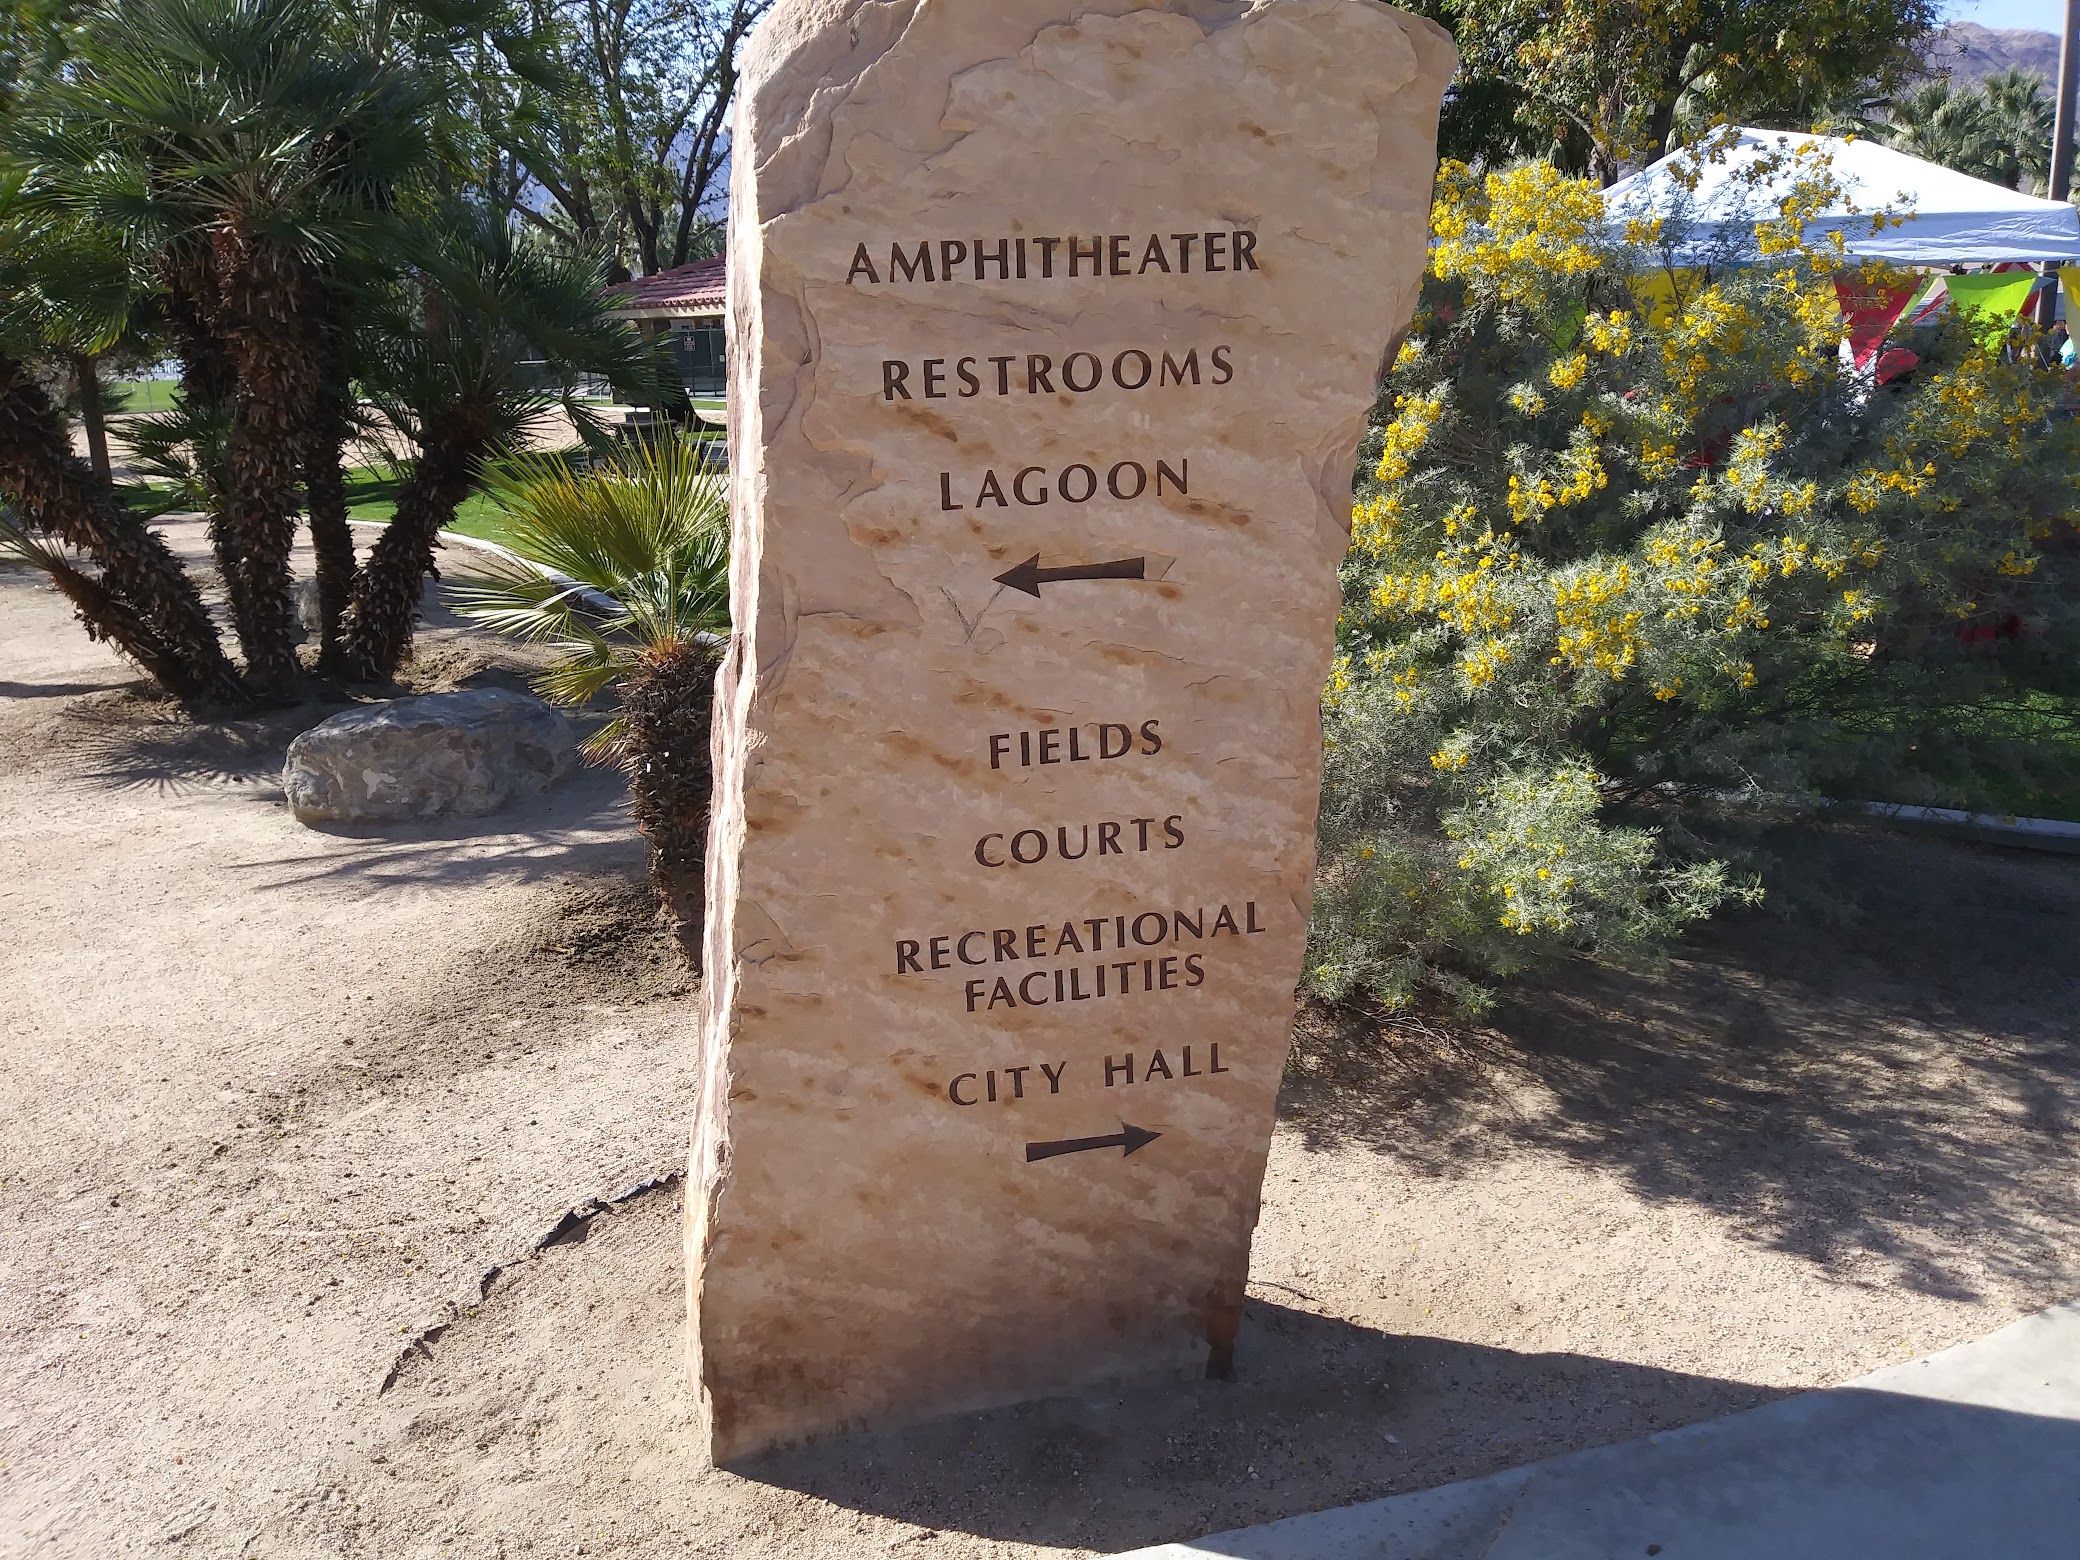 AMPHITHEATER
RESTROOMS
LAGOON
FIELDS
COURTS
RECREATIONAL
FACILITIES
CITY HALL